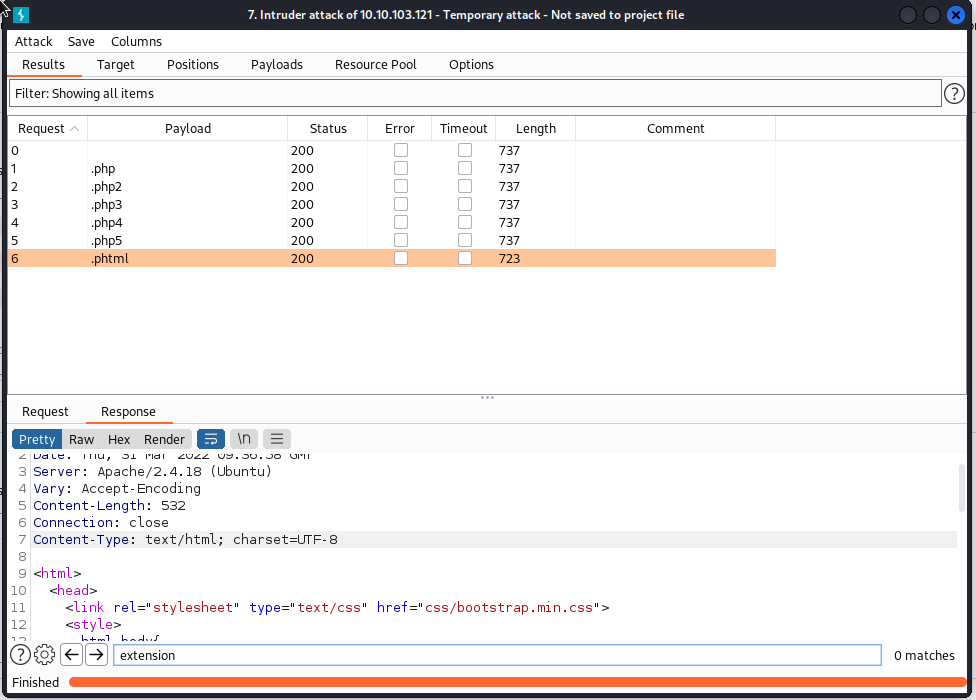 7. Intruder attack of 10.10.103.121 - Temporary attack - Not saved to project file
Attack Save Columns
Results Target Positions Payloads Resource Pool Options
Filter: Showing all items
?
Request Payload Status Error Timeout Length Comment
0 200 737
1 .php 200 737
2 .php2 200 737
3 .php3 200 737
4 .php4 200 737
5 .php5 200 737
6 .phtml 200 723
Request Response
Pretty Raw Hex Render \n
2 Date: Thu, 31 Mar 2022 09:36:38 GMT
3 Server: Apache/2.4.18 (Ubuntu)
4 Vary: Accept-Encoding
5 Content-Length: 532
6 Connection: close
7 Content-Type: text/html; charset=UTF-8
8
9 <html>
10 <head>
11 <link rel="stylesheet" type="text/css" href="css/bootstrap.min.css">
12 <style>
13 html,body{
? extension 0 matches
Finished